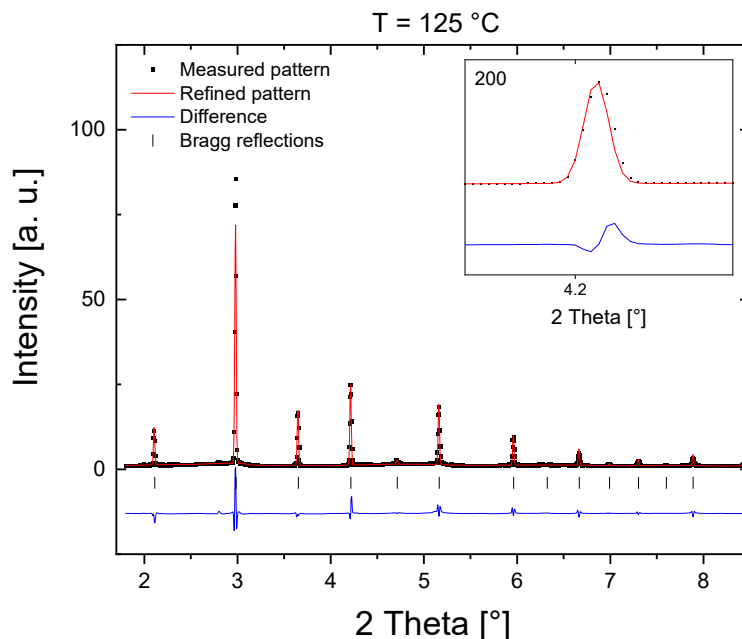 T = 125 °C
Measured pattern
Refined pattern
Difference
Bragg reflections
200
4.2
2 Theta [°]
Intensity [a. u.]
100
50
0
2 3 4 5 6 7 8
2 Theta [°]